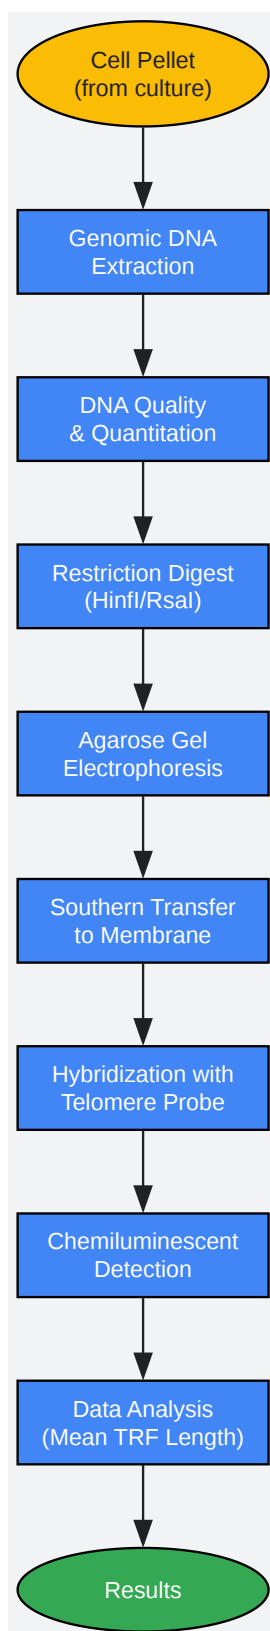 Cell Pellet
(from culture)
Genomic DNA
Extraction
DNA Quality
& Quantitation
Restriction Digest
(HinfI/RsaI)
Agarose Gel
Electrophoresis
Southern Transfer
to Membrane
Hybridization with
Telomere Probe
Chemiluminescent
Detection
Data Analysis
(Mean TRF Length)
Results